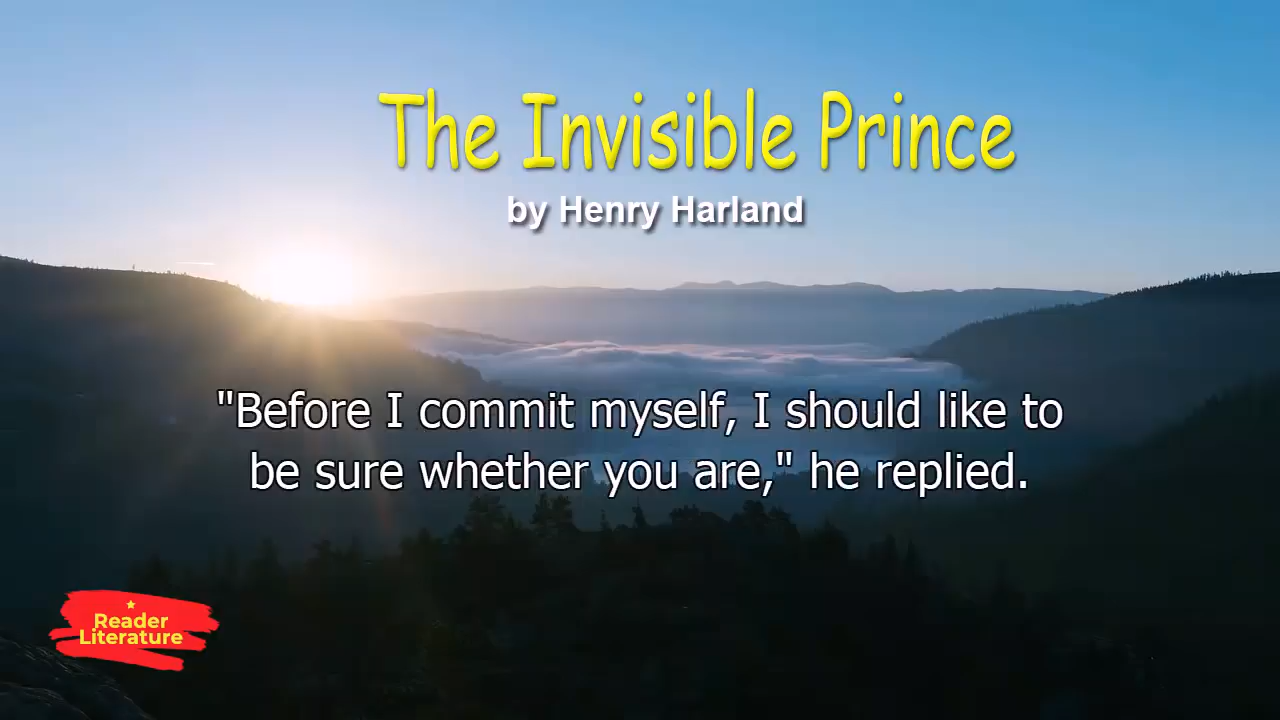 The Invisible Prince
by Henry Harland
"Before I commit myself, I should like to
be sure whether you are," he replied.
Reader
Literature